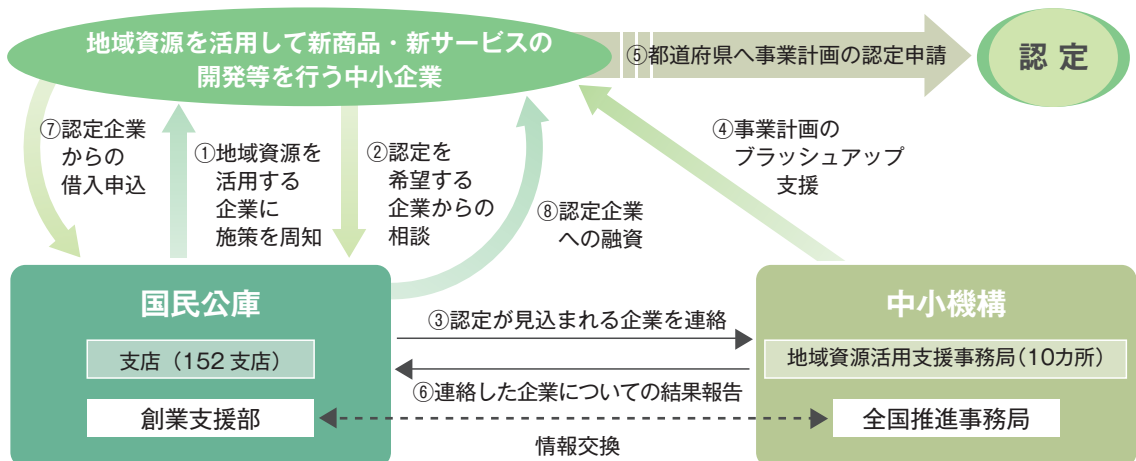 地域資源を活用して新商品・新サービスの
開発等を行う中小企業
⑤都道府県へ事業計画の認定申請
認 定
⑦認定企業
からの
借入申込
①地域資源を
活用する
企業に
施策を周知
②認定を
希望する
企業からの
相談
⑧認定企業
への融資
④事業計画の
ブラッシュアップ
支援
国民公庫
支店（152 支店）
創業支援部
③認定が見込まれる企業を連絡
⑥連絡した企業についての結果報告
情報交換
中小機構
地域資源活用支援事務局（10カ所）
全国推進事務局